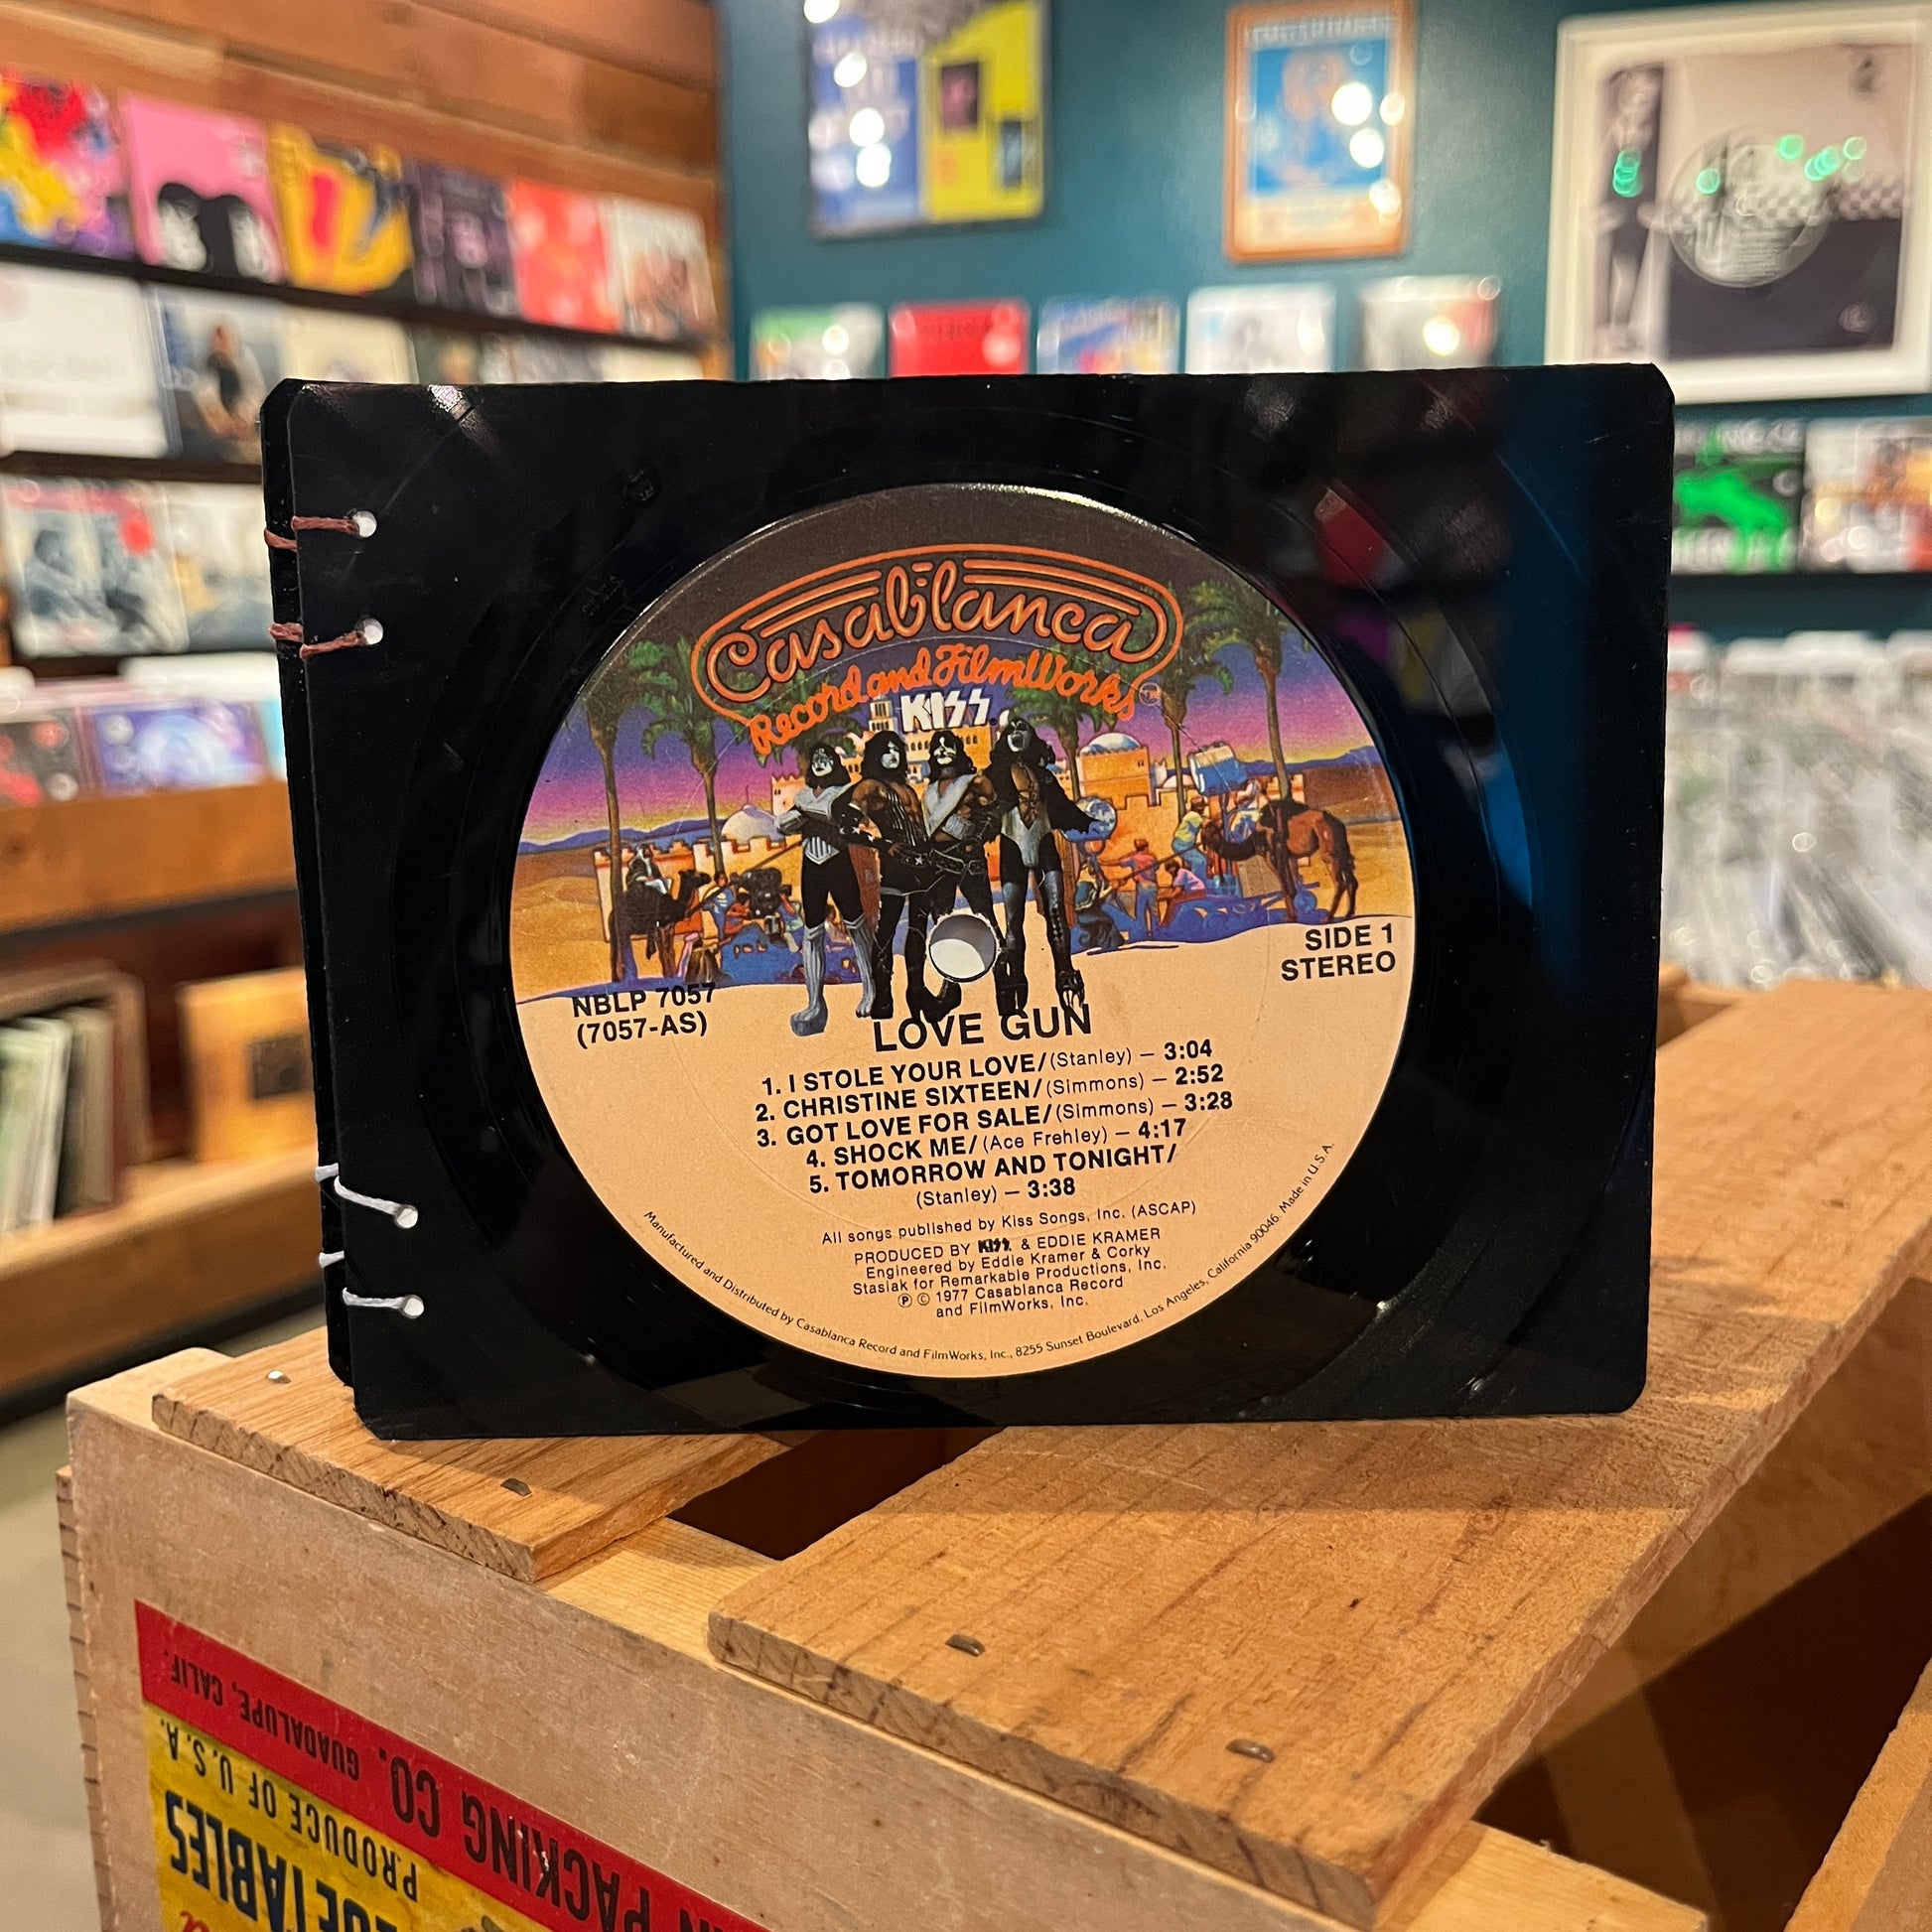 Casablanca
Record and FilmWorks
KISS
SIDE 1
STEREO
NBLP 7057
(7057-AS)
LOVE GUN
1. I STOLE YOUR LOVE/(Stanley) – 3:04
2. CHRISTINE SIXTEEN/(Simmons) – 2:52
3. GOT LOVE FOR SALE/(Simmons) – 3:28
4. SHOCK ME/(Ace Frehley) – 4:17
5. TOMORROW AND TONIGHT/
(Stanley) – 3:38
All songs published by Kiss Songs, Inc. (ASCAP)
PRODUCED BY KISS & EDDIE KRAMER
Engineered by Eddie Kramer & Corky
Stasiak for Remarkable Productions, Inc.
Ⓟ © 1977 Casablanca Record
and FilmWorks, Inc.
Manufactured and Distributed by Casablanca Record and FilmWorks, Inc., 8255 Sunset Boulevard, Los Angeles, California 90046. Made in U.S.A.
PACKING CO. GUADALUPE, CALIF.
PRODUCE OF U.S.A.